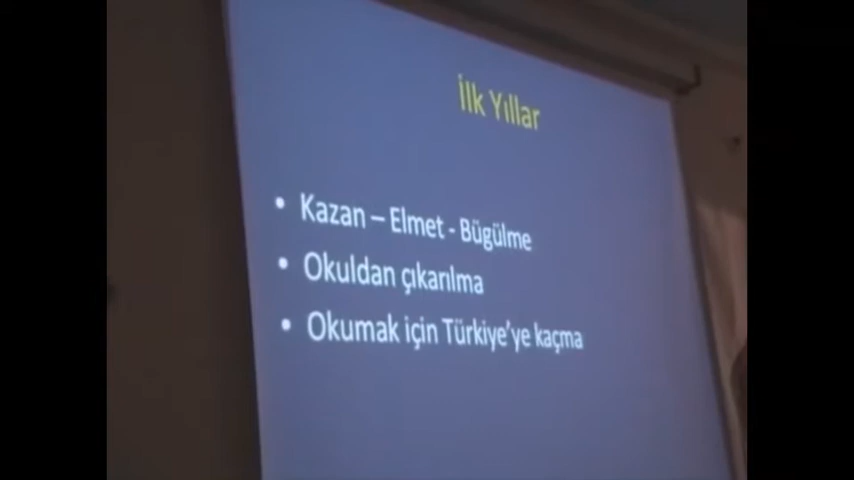 İlk Yıllar
• Kazan – Elmet - Bügülme
• Okuldan çıkarılma
• Okumak için Türkiye'ye kaçma